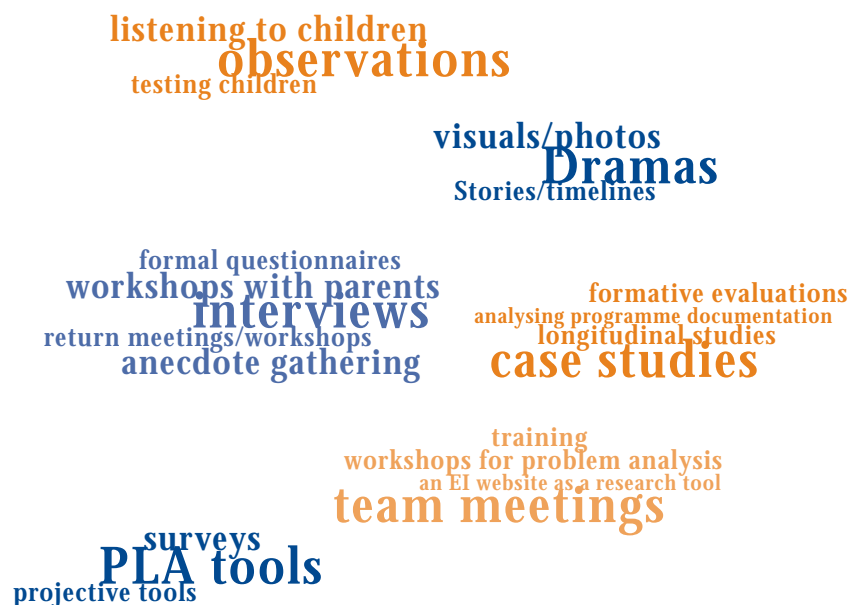 listening to children
observations
testing children
visuals/photos
Dramas
Stories/timelines
formal questionnaires
workshops with parents
interviews
return meetings/workshops
anecdote gathering
formative evaluations
analysing programme documentation
longitudinal studies
case studies
training
workshops for problem analysis
an EI website as a research tool
team meetings
surveys
PLA tools
projective tools